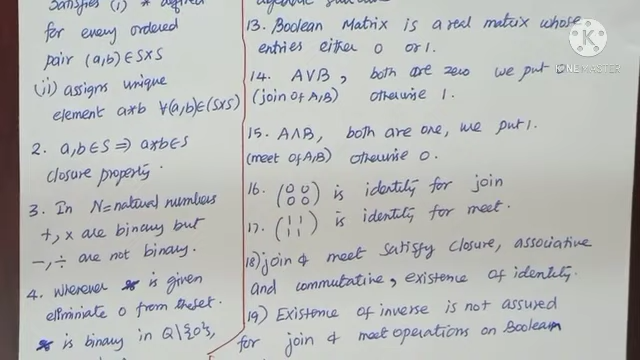 satisfies (i) * defined
for every ordered
pair (a,b) ∈ S×S
(ii) assigns unique
element a*b ∀(a,b)∈(S×S)
2. a,b∈S ⟹ a*b∈S
closure property.
3. In N=natural numbers
+, × are binary but
−, ÷ are not binary.
4. wherever is given
eliminiate 0 from the set.
is binary in Q\{0},
13. Boolean Matrix is a real matrix whose
entries either 0 or 1.
14. A∨B, both are zero we put
(join of A,B) otherwise 1.
15. A∧B, both are one, we put 1.
(meet of A,B) otherwise 0.
16. (0 0
0 0) is identity for join
17. (1 1
1 1) is identity for meet.
18) join & meet satisfy closure, associative
and commutative, existence of identity.
19) Existence of inverse is not assured
for join & meet operations on Boolean
KINEMASTER